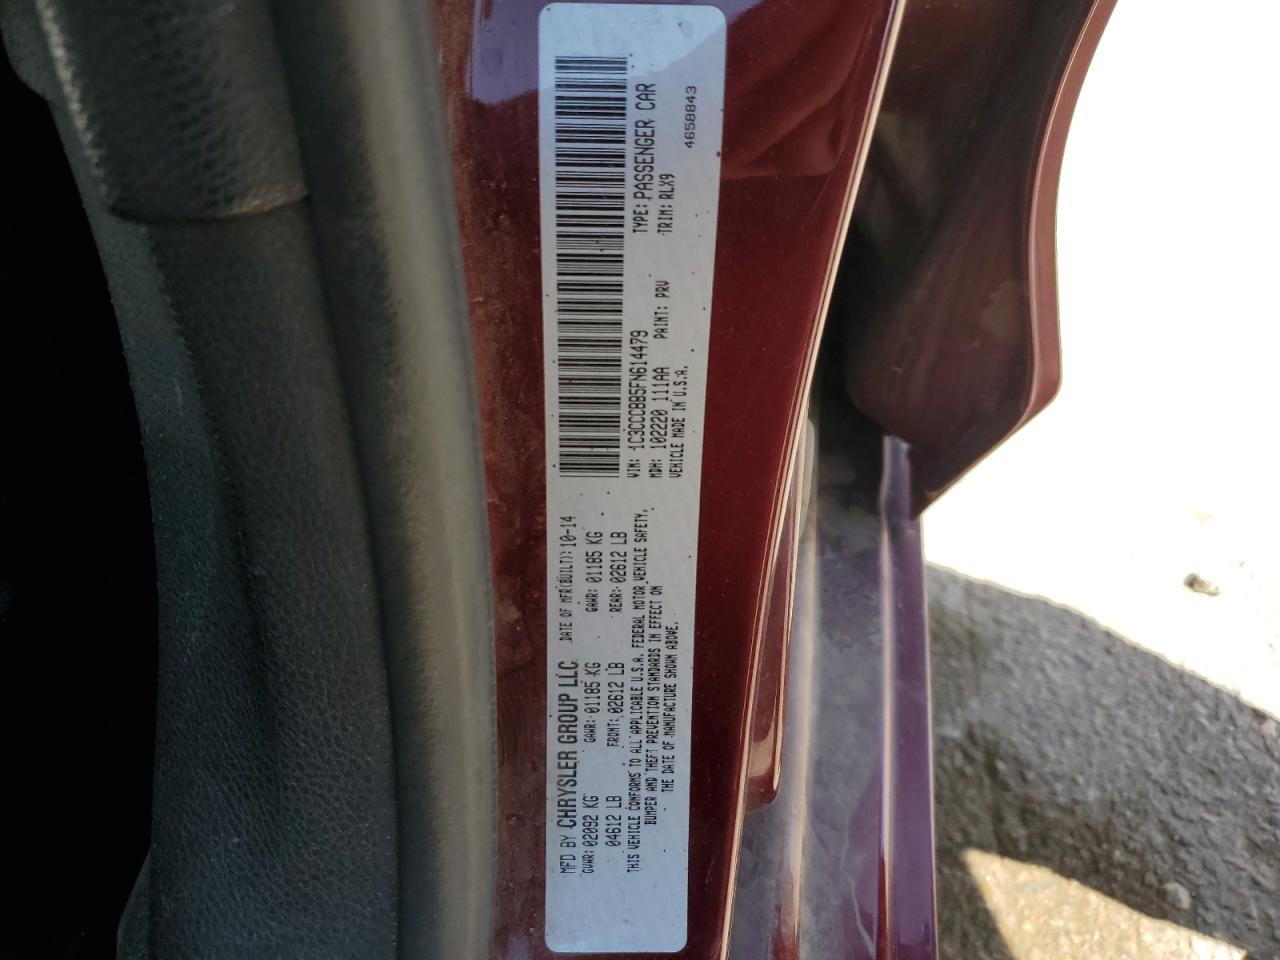 MFD BY CHRYSLER GROUP LLC DATE OF MFR(BUILT): 10-14
GVWR: 02092 KG GAWR: 01185 KG GAWR: 01185 KG
04612 LB FRONT: 02612 LB REAR: 02612 LB
THIS VEHICLE CONFORMS TO ALL APPLICABLE U.S.A. FEDERAL MOTOR VEHICLE SAFETY,
BUMPER AND THEFT PREVENTION STANDARDS IN EFFECT ON
THE DATE OF MANUFACTURE SHOWN ABOVE.
VIN: 1C3CCCBB5FN614479 TYPE: PASSENGER CAR
MDH: 102220 111AA PAINT: PRV TRIM: RLX9
VEHICLE MADE IN U.S.A. 4658843